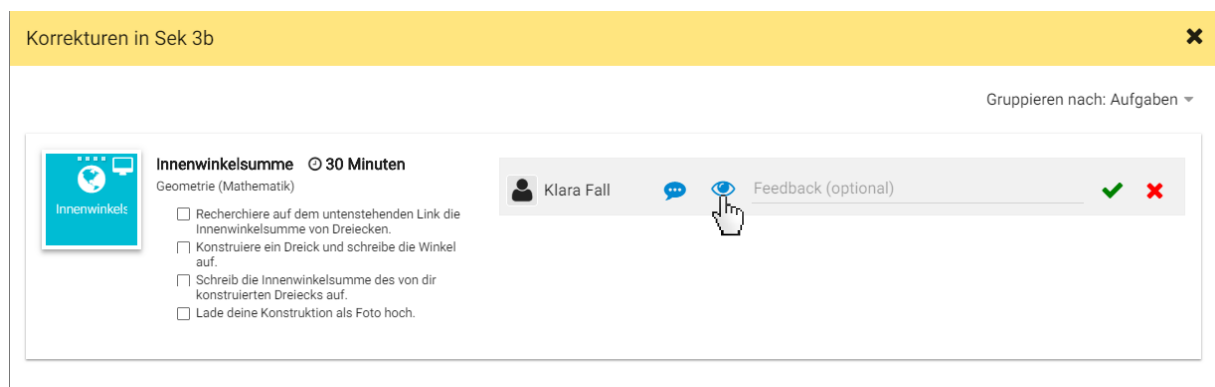 Korrekturen in Sek 3b
Gruppieren nach: Aufgaben
Innenwinkelsumme 30 Minuten
Geometrie (Mathematik)
Innenwinkels
Recherchiere auf dem untenstehenden Link die
Innenwinkelsumme von Dreiecken.
Konstruiere ein Dreick und schreibe die Winkel
auf.
Schreib die Innenwinkelsumme des von dir
konstruierten Dreiecks auf.
Lade deine Konstruktion als Foto hoch.
Klara Fall
Feedback (optional)